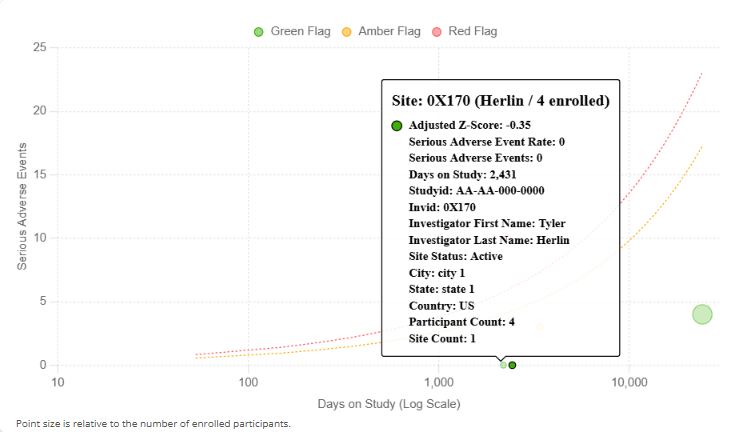 Green Flag Amber Flag Red Flag
25
20
15
10
5
0
Serious Adverse Events
Site: 0X170 (Herlin / 4 enrolled)
Adjusted Z-Score: -0.35
Serious Adverse Event Rate: 0
Serious Adverse Events: 0
Days on Study: 2,431
Studyid: AA-AA-000-0000
Invid: 0X170
Investigator First Name: Tyler
Investigator Last Name: Herlin
Site Status: Active
City: city 1
State: state 1
Country: US
Participant Count: 4
Site Count: 1
10 100 1,000 10,000
Days on Study (Log Scale)
Point size is relative to the number of enrolled participants.